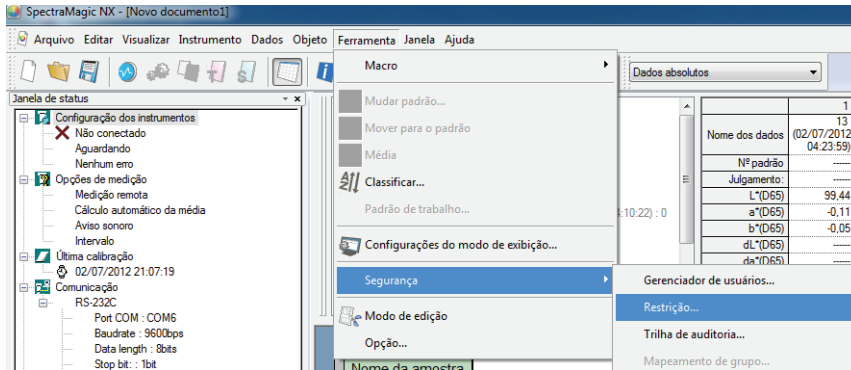 SpectraMagic NX - [Novo documento1]
Arquivo Editar Visualizar Instrumento Dados Objeto Ferramenta Janela Ajuda
Dados absolutos
Janela de status
Configuração dos instrumentos
Não conectado
Aguardando
Nenhum erro
Opções de medição
Medição remota
Cálculo automático da média
Aviso sonoro
Intervalo
Última calibração
02/07/2012 21:07:19
Comunicação
RS-232C
Port COM : COM6
Baudrate : 9600bps
Data length : 8bits
Stop bit: : 1bit
Macro
Mudar padrão...
Mover para o padrão
Média
Classificar...
Padrão de trabalho...
Configurações do modo de exibição...
Segurança
Modo de edição
Opção...
Gerenciador de usuários...
Restrição...
Trilha de auditoria...
Mapeamento de grupo...
4:10:22) : 0
Nome da amostra
1
Nome dos dados
13
(02/07/2012
04:23:59)
Nº padrão ------
Julgamento: ------
L*(D65) 99,44
a*(D65) -0,11
b*(D65) -0,05
dL*(D65) ------
da*(D65) ------